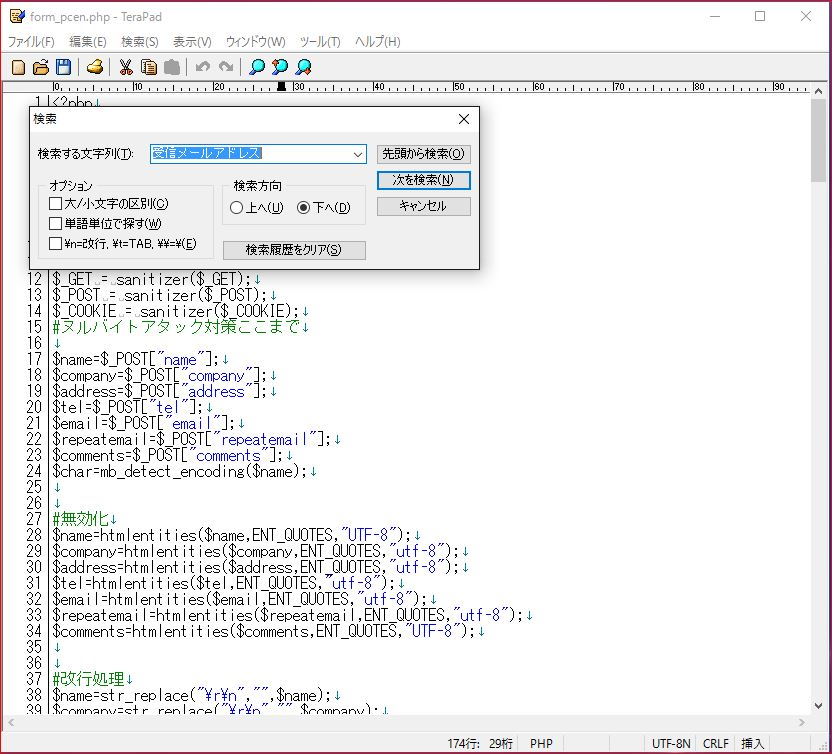 form_pcen.php - TeraPad
ファイル(F) 編集(E) 検索(S) 表示(V) ウィンドウ(W) ツール(T) ヘルプ(H)
0 10 20 30 40 50 60 70 80 90
1 <?php↓
検索
検索する文字列(T): 受信メールアドレス 先頭から検索(O)
次を検索(N)
キャンセル
オプション
大/小文字の区別(C)
単語単位で探す(W)
¥n=改行, ¥t=TAB, ¥¥=¥(E)
検索方向
上へ(U) 下へ(D)
検索履歴をクリア(S)
12 $_GET = sanitizer($_GET);↓
13 $_POST = sanitizer($_POST);↓
14 $_COOKIE = sanitizer($_COOKIE);↓
15 #ヌルバイトアタック対策ここまで↓
16 ↓
17 $name=$_POST["name"];↓
18 $company=$_POST["company"];↓
19 $address=$_POST["address"];↓
20 $tel=$_POST["tel"];↓
21 $email=$_POST["email"];↓
22 $repeatemail=$_POST["repeatemail"];↓
23 $comments=$_POST["comments"];↓
24 $char=mb_detect_encoding($name);↓
25 ↓
26 ↓
27 #無効化↓
28 $name=htmlentities($name,ENT_QUOTES,"UTF-8");↓
29 $company=htmlentities($company,ENT_QUOTES,"utf-8");↓
30 $address=htmlentities($address,ENT_QUOTES,"utf-8");↓
31 $tel=htmlentities($tel,ENT_QUOTES,"utf-8");↓
32 $email=htmlentities($email,ENT_QUOTES,"utf-8");↓
33 $repeatemail=htmlentities($repeatemail,ENT_QUOTES,"utf-8");↓
34 $comments=htmlentities($comments,ENT_QUOTES,"UTF-8");↓
35 ↓
36 ↓
37 #改行処理↓
38 $name=str_replace("¥r¥n","",$name);↓
39 $company=str_replace("¥r¥n","",$company);↓
174行: 29桁 PHP UTF-8N CRLF 挿入